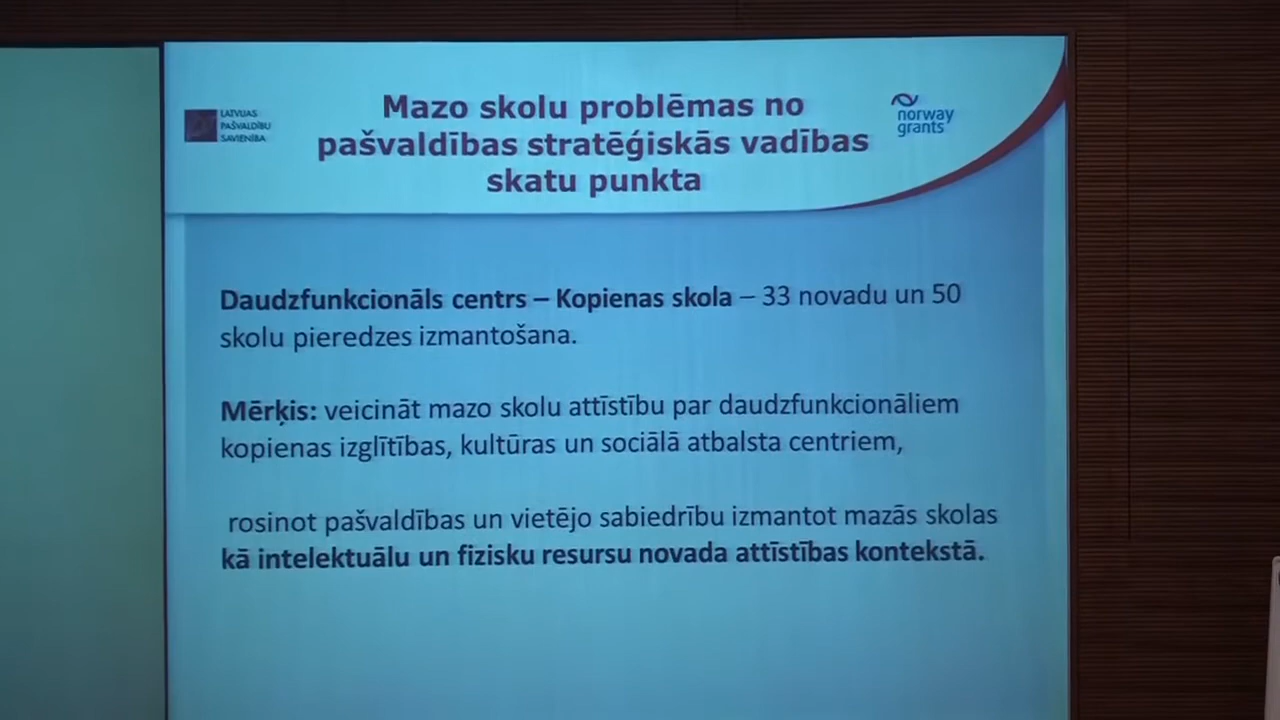 LATVIJAS
PAŠVALDĪBU
SAVIENĪBA
Mazo skolu problēmas no
pašvaldības stratēģiskās vadības
skatu punkta
norway
grants
Daudzfunkcionāls centrs – Kopienas skola – 33 novadu un 50
skolu pieredzes izmantošana.
Mērķis: veicināt mazo skolu attīstību par daudzfunkcionāliem
kopienas izglītības, kultūras un sociālā atbalsta centriem,
rosinot pašvaldības un vietējo sabiedrību izmantot mazās skolas
kā intelektuālu un fizisku resursu novada attīstības kontekstā.